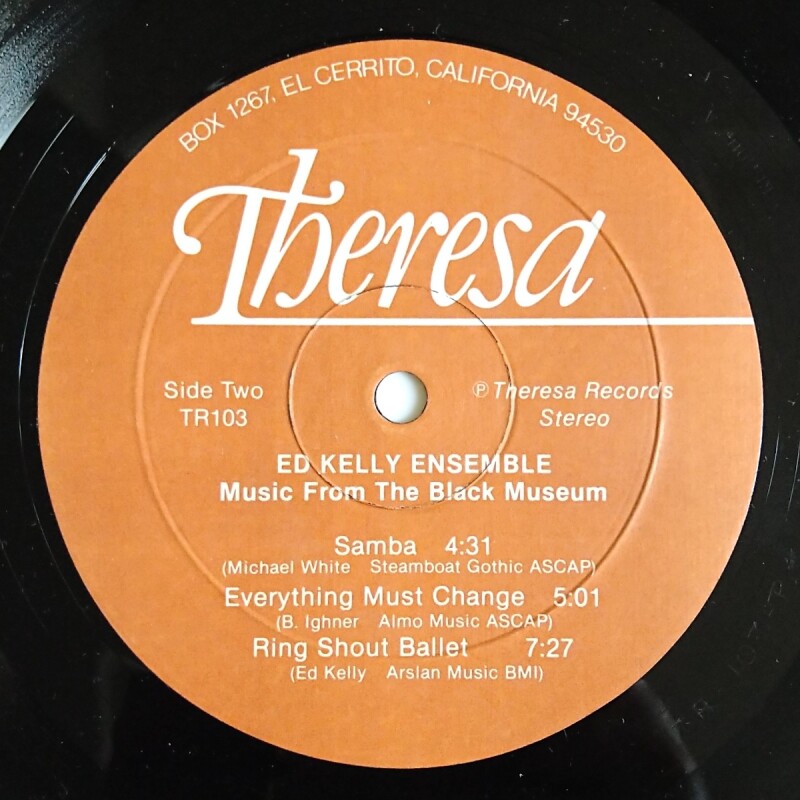 BOX 1267, EL CERRITO, CALIFORNIA 94530
Theresa
Side Two
TR103
℗ Theresa Records
Stereo
ED KELLY ENSEMBLE
Music From The Black Museum
Samba 4:31
(Michael White Steamboat Gothic ASCAP)
Everything Must Change 5:01
(B. Ighner Almo Music ASCAP)
Ring Shout Ballet 7:27
(Ed Kelly Arslan Music BMI)